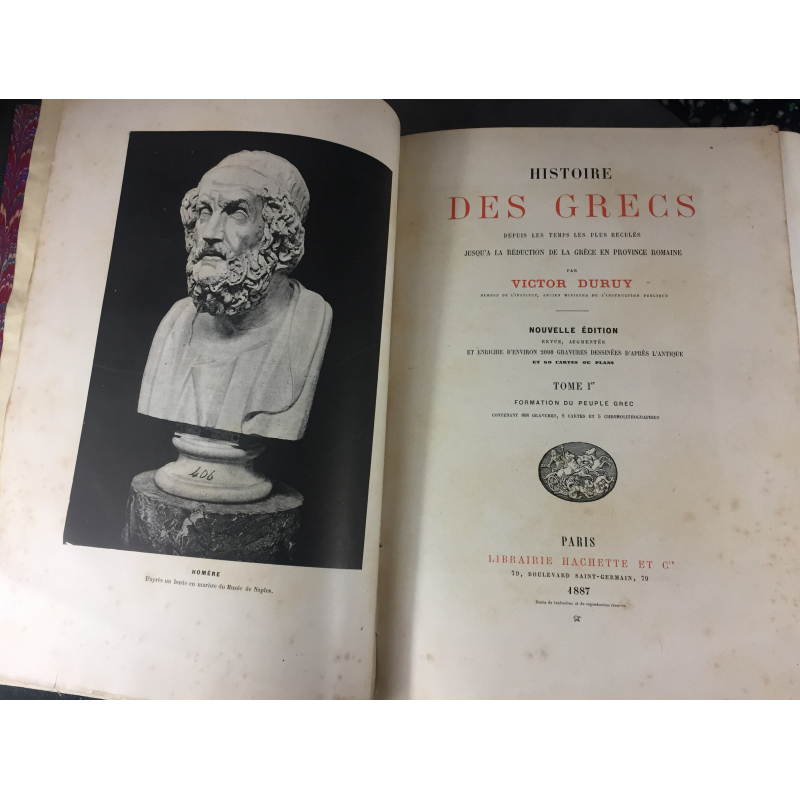 406
HOMÈRE
D'après un buste en marbre du Musée de Naples.
HISTOIRE
DES GRECS
DEPUIS LES TEMPS LES PLUS RECULÉS
JUSQU'A LA RÉDUCTION DE LA GRÈCE EN PROVINCE ROMAINE
PAR
VICTOR DURUY
MEMBRE DE L'INSTITUT, ANCIEN MINISTRE DE L'INSTRUCTION PUBLIQUE
NOUVELLE ÉDITION
REVUE, AUGMENTÉE
ET ENRICHIE D'ENVIRON 2000 GRAVURES DESSINÉES D'APRÈS L'ANTIQUE
ET 50 CARTES OU PLANS
TOME Ier
FORMATION DU PEUPLE GREC
CONTENANT GRAVURES, 9 CARTES ET 5 CHROMOLITHOGRAPHIES
PARIS
LIBRAIRIE HACHETTE ET Cie
79, BOULEVARD SAINT-GERMAIN, 79
1887
Droits de traduction et de reproduction réservés